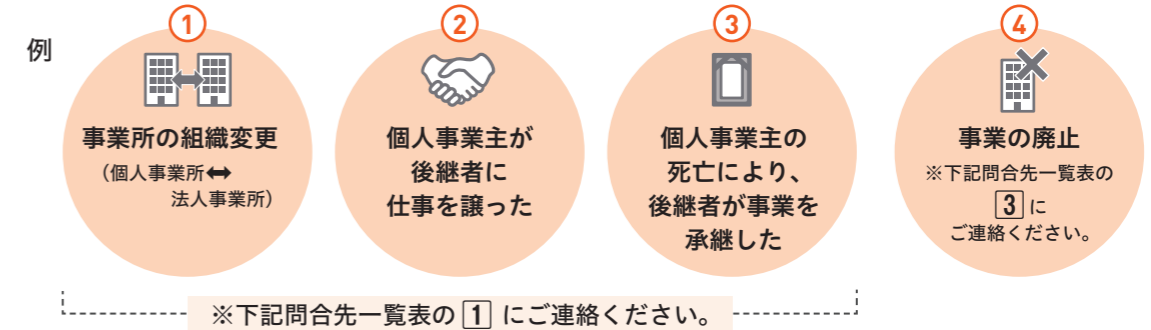 例
①
事業所の組織変更
（個人事業所⬌
法人事業所）
②
個人事業主が
後継者に
仕事を譲った
③
個人事業主の
死亡により、
後継者が事業を
承継した
④
事業の廃止
※下記問合先一覧表の
3に
ご連絡ください。
※下記問合先一覧表の 1 にご連絡ください。